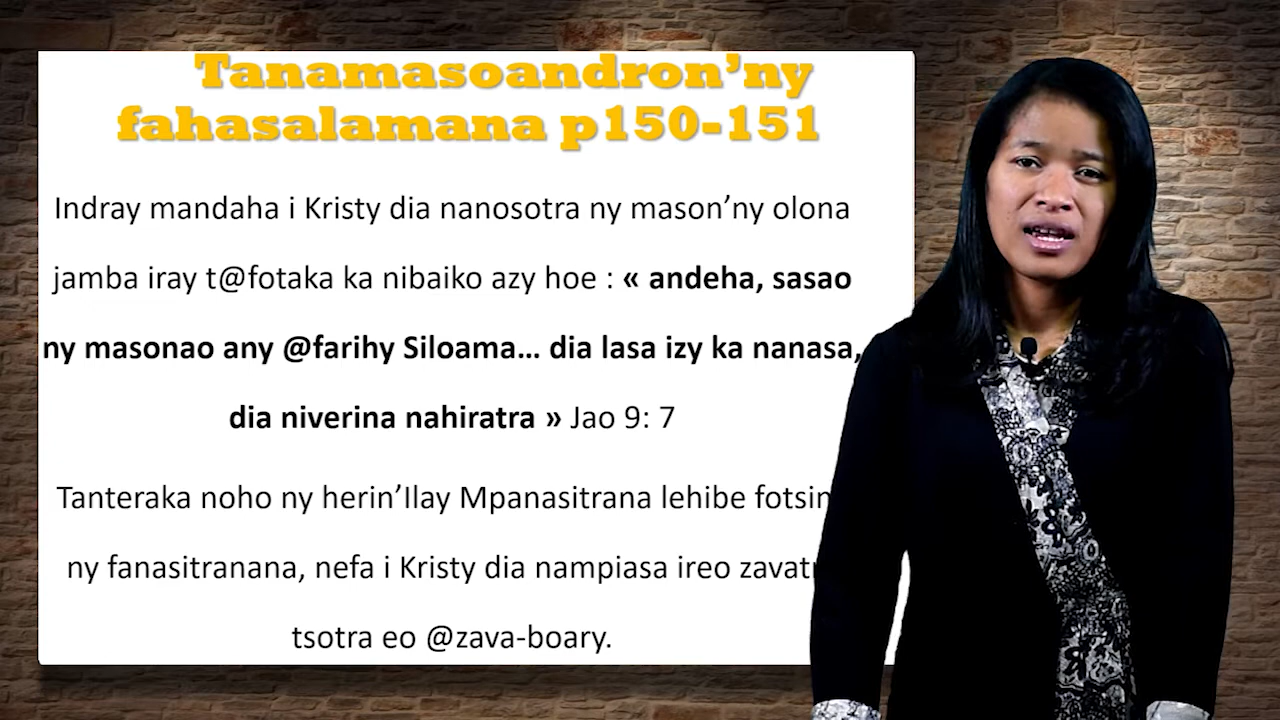 Tanamasoandron’ny
fahasalamana p150-151
Indray mandaha i Kristy dia nanosotra ny mason’ny olona
jamba iray t@fotaka ka nibaiko azy hoe : « andeha, sasao
ny masonao any @farihy Siloama... dia lasa izy ka nanasa,
dia niverina nahiratra » Jao 9: 7
Tanteraka noho ny herin’Ilay Mpanasitrana lehibe
ny fanasitranana, nefa i Kristy dia nampiasa ireo
tsotra eo @zava-boary.